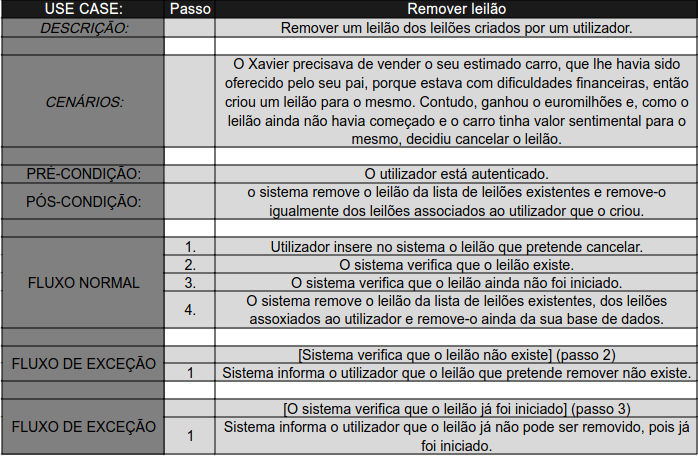 USE CASE: Passo Remover leilão
DESCRIÇÃO: Remover um leilão dos leilões criados por um utilizador.
CENÁRIOS:
O Xavier precisava de vender o seu estimado carro, que lhe havia sido
oferecido pelo seu pai, porque estava com dificuldades financeiras, então
criou um leilão para o mesmo. Contudo, ganhou o euromilhões e, como o
leilão ainda não havia começado e o carro tinha valor sentimental para o
mesmo, decidiu cancelar o leilão.
PRÉ-CONDIÇÃO: O utilizador está autenticado.
PÓS-CONDIÇÃO:
o sistema remove o leilão da lista de leilões existentes e remove-o
igualmente dos leilões associados ao utilizador que o criou.
FLUXO NORMAL
1. Utilizador insere no sistema o leilão que pretende cancelar.
2. O sistema verifica que o leilão existe.
3. O sistema verifica que o leilão ainda não foi iniciado.
4. O sistema remove o leilão da lista de leilões existentes, dos leilões
assoxiados ao utilizador e remove-o ainda da sua base de dados.
FLUXO DE EXCEÇÃO
[Sistema verifica que o leilão não existe] (passo 2)
1 Sistema informa o utilizador que o leilão que pretende remover não existe.
FLUXO DE EXCEÇÃO
[O sistema verifica que o leilão já foi iniciado] (passo 3)
1 Sistema informa o utilizador que o leilão já não pode ser removido, pois já
foi iniciado.